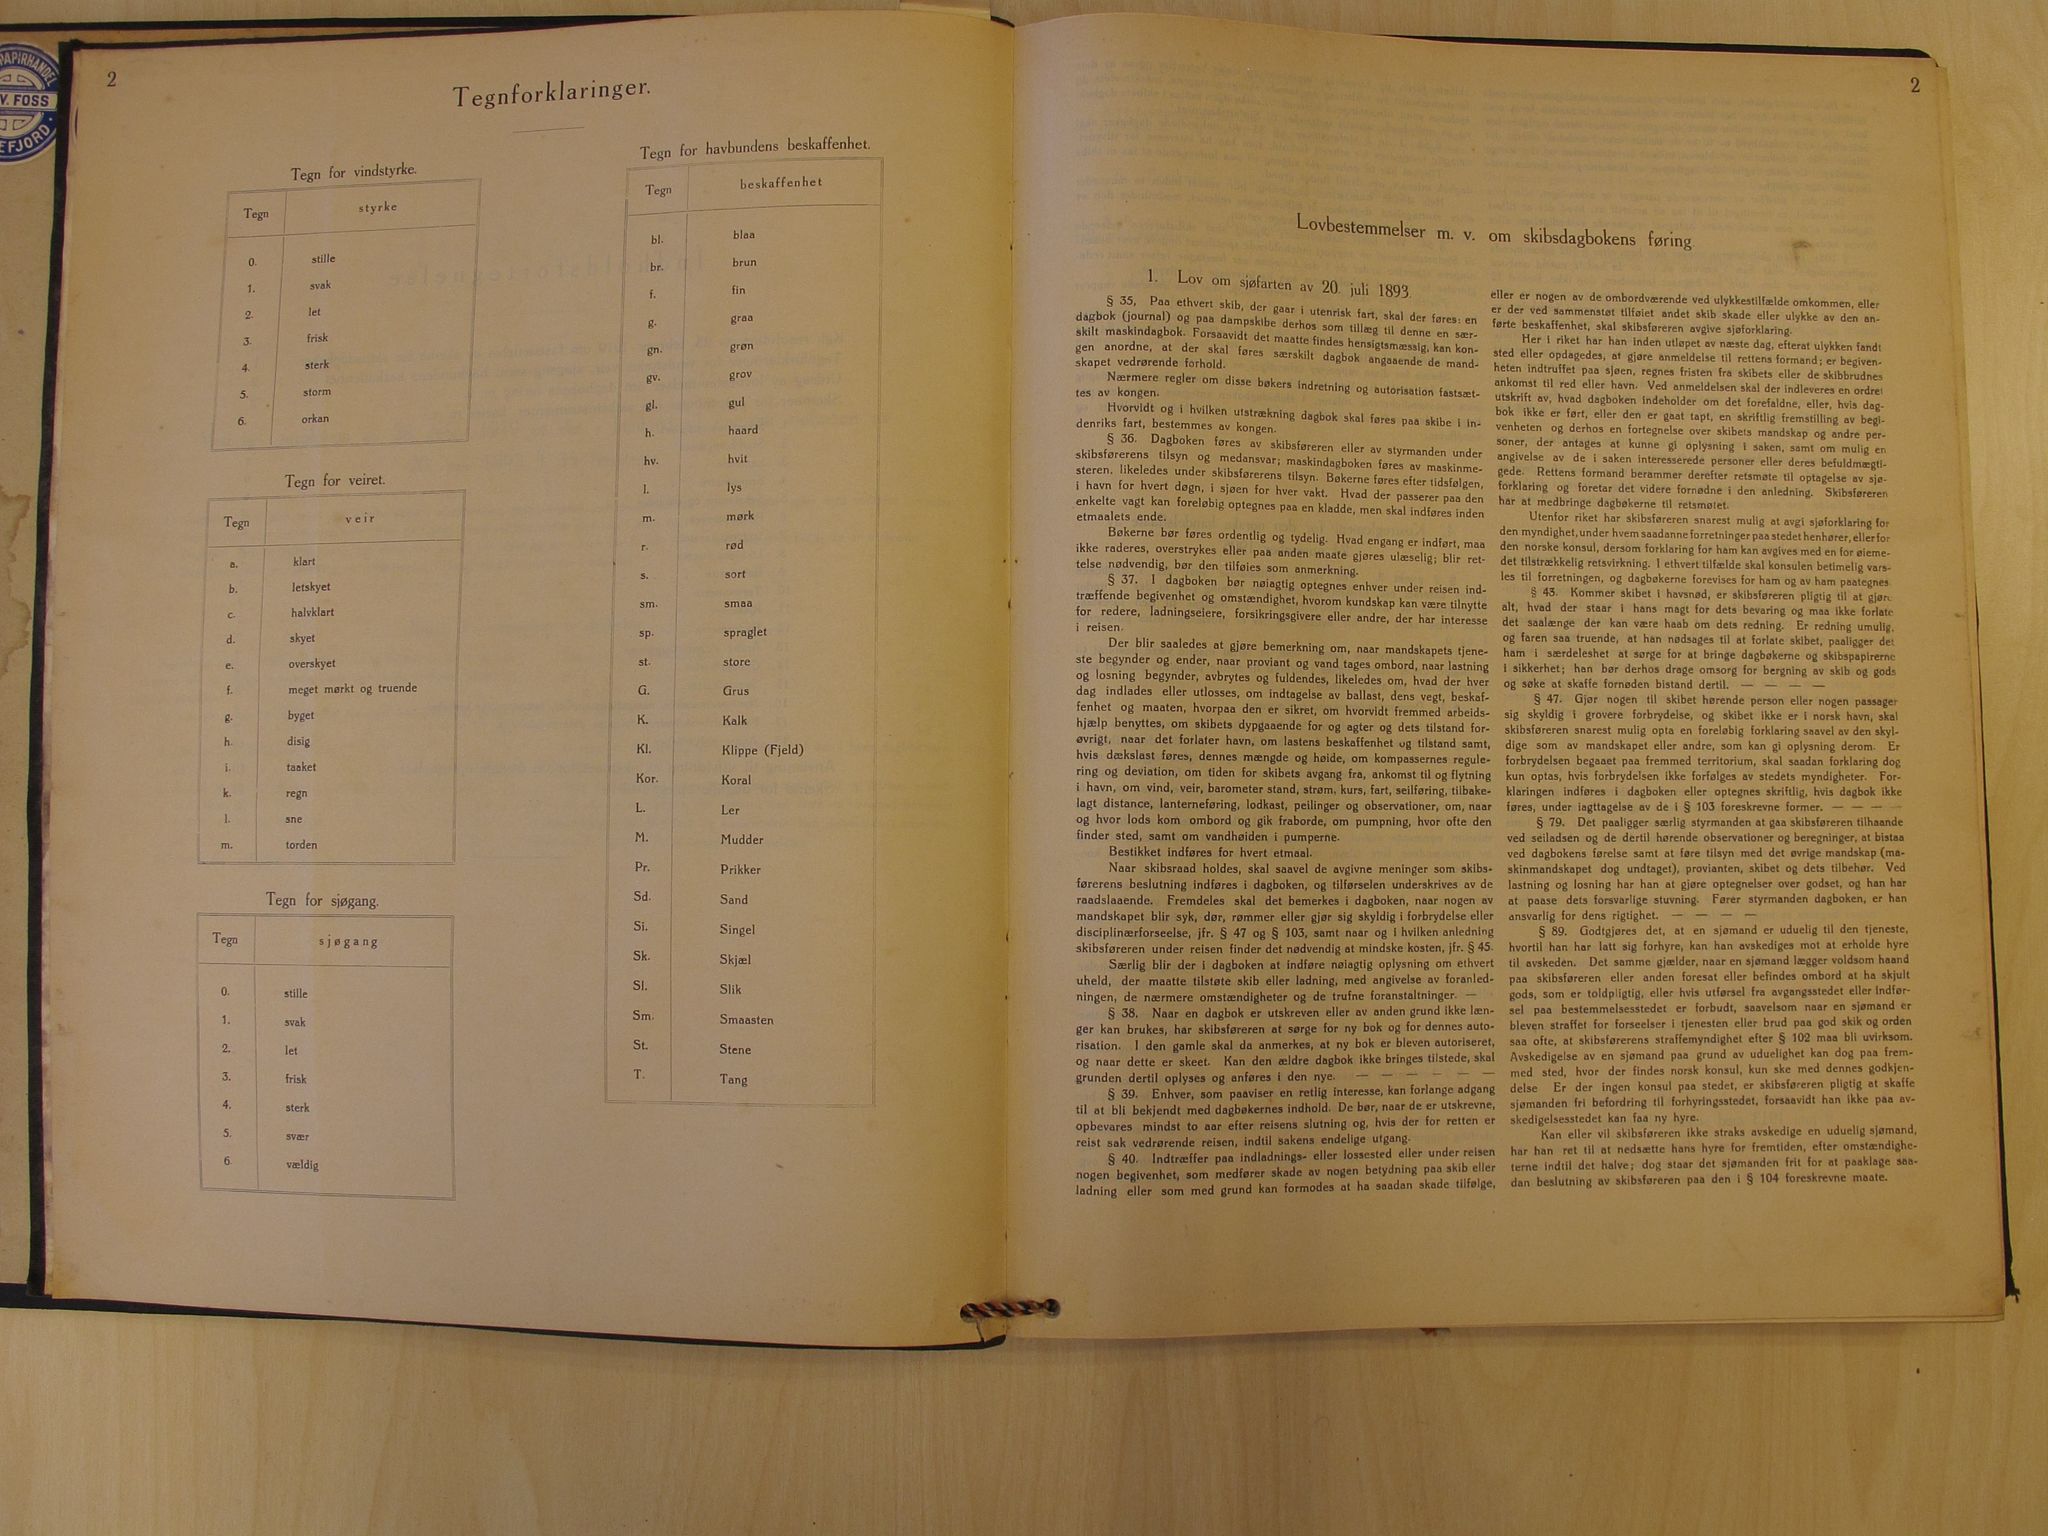 PAPIRHANDEL
V. FOSS
EFJORD
2
Tegnforklaringer.
Tegn for vindstyrke.
Tegn styrke
0. stille
1. svak
2. let
3. frisk
4. sterk
5. storm
6. orkan
Tegn for veiret.
Tegn veir
a. klart
b. letskyet
c. halvklart
d. skyet
e. overskyet
f. meget mørkt og truende
g. byget
h. disig
i. taaket
k. regn
l. sne
m. torden
Tegn for sjøgang.
Tegn sjøgang
0. stille
1. svak
2. let
3. frisk
4. sterk
5. svær
6 vældig
Tegn for havbundens beskaffenhet.
Tegn beskaffenhet
bl. blaa
br. brun
f. fin
g. graa
gn. grøn
gv. grov
gl. gul
h. haard
hv. hvit
l. lys
m. mørk
r. rød
s. sort
sm. smaa
sp. spraglet
st. store
G. Grus
K. Kalk
Kl. Klippe (Fjeld)
Kor. Koral
L. Ler
M. Mudder
Pr. Prikker
Sd. Sand
Si. Singel
Sk. Skjæl
Sl. Slik
Sm. Smaasten
St. Stene
T. Tang
2
Lovbestemmelser m. v. om skibsdagbokens føring
1. Lov om sjøfarten av 20. juli 1893.
§ 35, Paa ethvert skib, der gaar i utenrisk fart, skal der føres: en
dagbok (journal) og paa dampskibe derhos som tillæg til denne en sær-
skilt maskindagbok. Forsaavidt det maatte findes hensigtsmæssig, kan kon-
gen anordne, at der skal føres særskilt dagbok angaaende de mand-
skapet vedrørende forhold.
Nærmere regler om disse bøkers indretning og autorisation fastsæt-
tes av kongen.
Hvorvidt og i hvilken utstrækning dagbok skal føres paa skibe i in-
denriks fart, bestemmes av kongen.
§ 36. Dagboken føres av skibsføreren eller av styrmanden under
skibsførerens tilsyn og medansvar; maskindagboken føres av maskinme-
steren, likeledes under skibsførerens tilsyn. Bøkerne føres efter tidsfølgen,
i havn for hvert døgn, i sjøen for hver vakt. Hvad der passerer paa den
enkelte vagt kan foreløbig optegnes paa en kladde, men skal indføres inden
etmaalets ende.
Bøkerne bør føres ordentlig og tydelig. Hvad engang er indført, maa
ikke raderes, overstrykes eller paa anden maate gjøres ulæselig; blir ret-
telse nødvendig, bør den tilføies som anmerkning.
§ 37. I dagboken bør nøiagtig optegnes enhver under reisen ind-
træffende begivenhet og omstændighet, hvorom kundskap kan være tilnytte
for redere, ladningseiere, forsikringsgivere eller andre, der har interesse
i reisen.
Der blir saaledes at gjøre bemerkning om, naar mandskapets tjene-
ste begynder og ender, naar proviant og vand tages ombord, naar lastning
og losning begynder, avbrytes og fuldendes, likeledes om, hvad der hver
dag indlades eller utlosses, om indtagelse av ballast, dens vegt, beskaf-
fenhet og maaten, hvorpaa den er sikret, om hvorvidt fremmed arbeids-
hjælp benyttes, om skibets dypgaaende for og agter og dets tilstand for-
øvrigt, naar det forlater havn, om lastens beskaffenhet og tilstand samt,
hvis dækslast føres, dennes mængde og høide, om kompassernes regule-
ring og deviation, om tiden for skibets avgang fra, ankomst til og flytning
i havn, om vind, veir, barometer stand, strøm, kurs, fart, seilføring, tilbake-
lagt distance, lanterneføring, lodkast, peilinger og observationer, om, naar
og hvor lods kom ombord og gik fraborde, om pumpning, hvor ofte den
finder sted, samt om vandhøiden i pumperne.
Bestikket indføres for hvert etmaal.
Naar skibsraad holdes, skal saavel de avgivne meninger som skibs-
førerens beslutning indføres i dagboken, og tilførselen underskrives av de
raadslaaende. Fremdeles skal det bemerkes i dagboken, naar nogen av
mandskapet blir syk, dør, rømmer eller gjør sig skyldig i forbrydelse eller
disciplinærforseelse, jfr. § 47 og § 103, samt naar og i hvilken anledning
skibsføreren under reisen finder det nødvendig at mindske kosten, jfr. § 45.
Særlig blir der i dagboken at indføre nøiagtig oplysning om ethvert
uheld, der maatte tilstøte skib eller ladning, med angivelse av foranled-
ningen, de nærmere omstændigheter og de trufne foranstaltninger. —
§ 38. Naar en dagbok er utskreven eller av anden grund ikke læn-
ger kan brukes, har skibsføreren at sørge for ny bok og for dennes auto-
risation. I den gamle skal da anmerkes, at ny bok er bleven autoriseret,
og naar dette er skeet. Kan den ældre dagbok ikke bringes tilstede, skal
grunden dertil oplyses og anføres i den nye. — — — — — —
§ 39. Enhver, som paaviser en retlig interesse, kan forlange adgang
til at bli bekjendt med dagbøkernes indhold. De bør, naar de er utskrevne,
opbevares mindst to aar efter reisens slutning og, hvis der for retten er
reist sak vedrørende reisen, indtil sakens endelige utgang.
§ 40. Indtræffer paa indladnings- eller lossested eller under reisen
nogen begivenhet, som medfører skade av nogen betydning paa skib eller
ladning eller som med grund kan formodes at ha saadan skade tilfølge,
eller er nogen av de ombordværende ved ulykkestilfælde omkommen, eller
er der ved sammenstøt tilføiet andet skib skade eller ulykke av den an-
førte beskaffenhet, skal skibsføreren avgive sjøforklaring.
Her i riket har han inden utløpet av næste dag, efterat ulykken fandt
sted eller opdagedes, at gjøre anmeldelse til rettens formand; er begiven-
heten indtruffet paa sjøen, regnes fristen fra skibets eller de skibbrudnes
ankomst til red eller havn. Ved anmeldelsen skal der indleveres en ordret
utskrift av, hvad dagboken indeholder om det forefaldne, eller, hvis dag-
bok ikke er ført, eller den er gaat tapt, en skriftlig fremstilling av begi-
venheten og derhos en fortegnelse over skibets mandskap og andre per-
soner, der antages at kunne gi oplysning i saken, samt om mulig en
angivelse av de i saken interesserede personer eller deres befuldmægti-
gede. Rettens formand berammer derefter retsmøte til optagelse av sjø-
forklaring og foretar det videre fornødne i den anledning. Skibsføreren
har at medbringe dagbøkerne til retsmøtet.
Utenfor riket har skibsføreren snarest mulig at avgi sjøforklaring for
den myndighet, under hvem saadanne forretninger paa stedet henhører, eller for
den norske konsul, dersom forklaring for ham kan avgives med en for øieme-
det tilstrækkelig retsvirkning. I ethvert tilfælde skal konsulen betimelig vars-
les til forretningen, og dagbøkerne forevises for ham og av ham paategnes
§ 43. Kommer skibet i havsnød, er skibsføreren pligtig til at gjøre
alt, hvad der staar i hans magt for dets bevaring og maa ikke forlate
det saalænge der kan være haab om dets redning. Er redning umulig,
og faren saa truende, at han nødsages til at forlate skibet, paaligger det
ham i særdeleshet at sørge for at bringe dagbøkerne og skibspapirerne
i sikkerhet; han bør derhos drage omsorg for bergning av skib og gods
og søke at skaffe fornøden bistand dertil. — — — —
§ 47. Gjør nogen til skibet hørende person eller nogen passager
sig skyldig i grovere forbrydelse, og skibet ikke er i norsk havn, skal
skibsføreren snarest mulig opta en foreløbig forklaring saavel av den skyl-
dige som av mandskapet eller andre, som kan gi oplysning derom. Er
forbrydelsen begaaet paa fremmed territorium, skal saadan forklaring dog
kun optas, hvis forbrydelsen ikke forfølges av stedets myndigheter. For-
klaringen indføres i dagboken eller optegnes skriftlig, hvis dagbok ikke
føres, under iagttagelse av de i § 103 foreskrevne former. — — — —
§ 79. Det paaligger særlig styrmanden at gaa skibsføreren tilhaande
ved seiladsen og de dertil hørende observationer og beregninger, at bistaa
ved dagbokens førelse samt at føre tilsyn med det øvrige mandskap (ma-
skinmandskapet dog undtaget), provianten, skibet og dets tilbehør. Ved
lastning og losning har han at gjøre optegnelser over godset, og han har
at paase dets forsvarlige stuvning. Fører styrmanden dagboken, er han
ansvarlig for dens rigtighet. — — — —
§ 89. Godtgjøres det, at en sjømand er uduelig til den tjeneste,
hvortil han har latt sig forhyre, kan han avskediges mot at erholde hyre
til avskeden. Det samme gjælder, naar en sjømand lægger voldsom haand
paa skibsføreren eller anden foresat eller befindes ombord at ha skjult
gods, som er toldpligtig, eller hvis utførsel fra avgangsstedet eller indfør-
sel paa bestemmelsesstedet er forbudt, saavelsom naar en sjømand er
bleven straffet for forseelser i tjenesten eller brud paa god skik og orden
saa ofte, at skibsførerens straffemyndighet efter § 102 maa bli uvirksom.
Avskedigelse av en sjømand paa grund av uduelighet kan dog paa frem-
med sted, hvor der findes norsk konsul, kun ske med dennes godkjen-
delse Er der ingen konsul paa stedet, er skibsføreren pligtig at skaffe
sjømanden fri befordring til forhyringsstedet, forsaavidt han ikke paa av-
skedigelsesstedet kan faa ny hyre.
Kan eller vil skibsføreren ikke straks avskedige en uduelig sjømand,
har han ret til at nedsætte hans hyre for fremtiden, efter omstændighe-
terne indtil det halve; dog staar det sjømanden frit for at paaklage saa-
dan beslutning av skibsføreren paa den i § 104 foreskrevne maate.